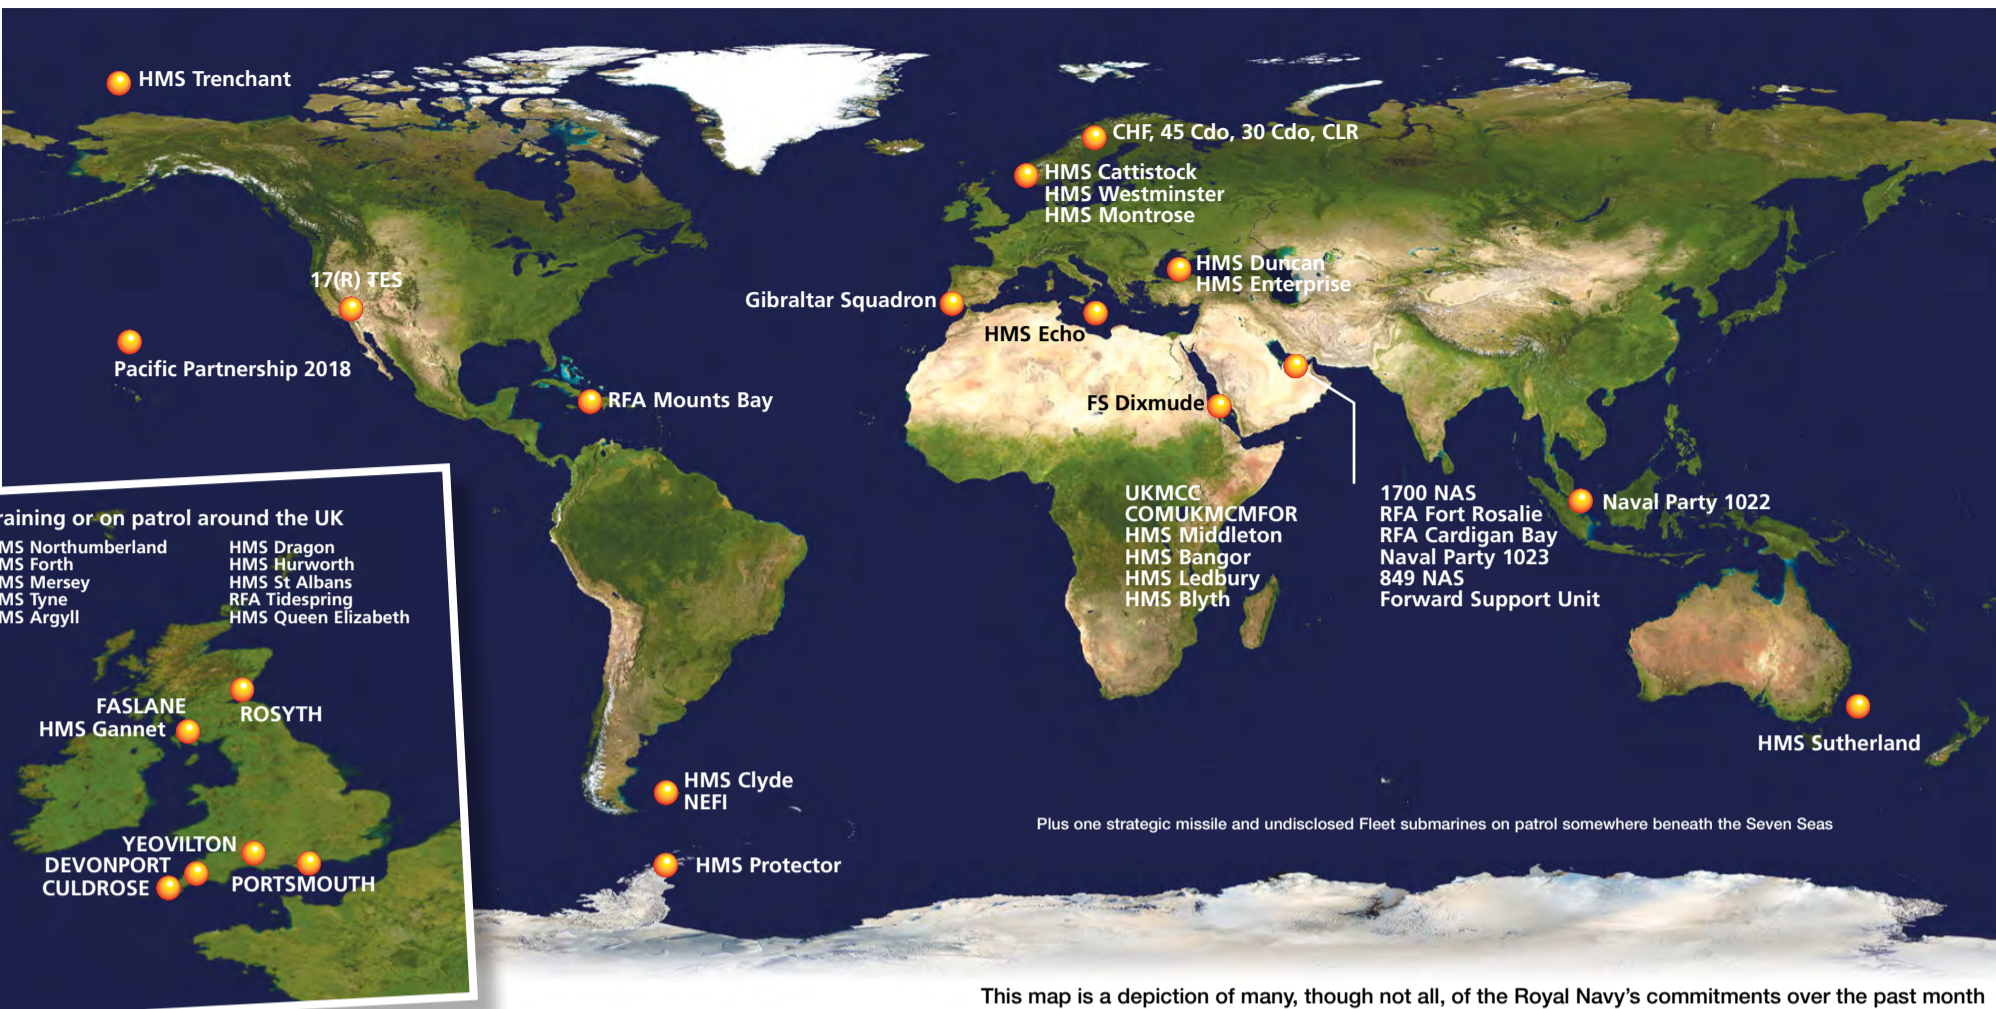 HMS Trenchant
CHF, 45 Cdo, 30 Cdo, CLR
HMS Cattistock
HMS Westminster
HMS Montrose
17(R) TES
HMS Duncan
HMS Enterprise
Gibraltar Squadron
HMS Echo
Pacific Partnership 2018
RFA Mounts Bay
FS Dixmude
UKMCC
COMUKMCMFOR
HMS Middleton
HMS Bangor
HMS Ledbury
HMS Blyth
1700 NAS
RFA Fort Rosalie
RFA Cardigan Bay
Naval Party 1023
849 NAS
Forward Support Unit
Naval Party 1022
raining or on patrol around the UK
MS Northumberland
MS Forth
MS Mersey
MS Tyne
MS Argyll
HMS Dragon
HMS Hurworth
HMS St Albans
RFA Tidespring
HMS Queen Elizabeth
FASLANE
HMS Gannet
ROSYTH
YEOVILTON
DEVONPORT
CULDROSE
PORTSMOUTH
HMS Sutherland
HMS Clyde
NEFI
HMS Protector
Plus one strategic missile and undisclosed Fleet submarines on patrol somewhere beneath the Seven Seas
This map is a depiction of many, though not all, of the Royal Navy's commitments over the past month